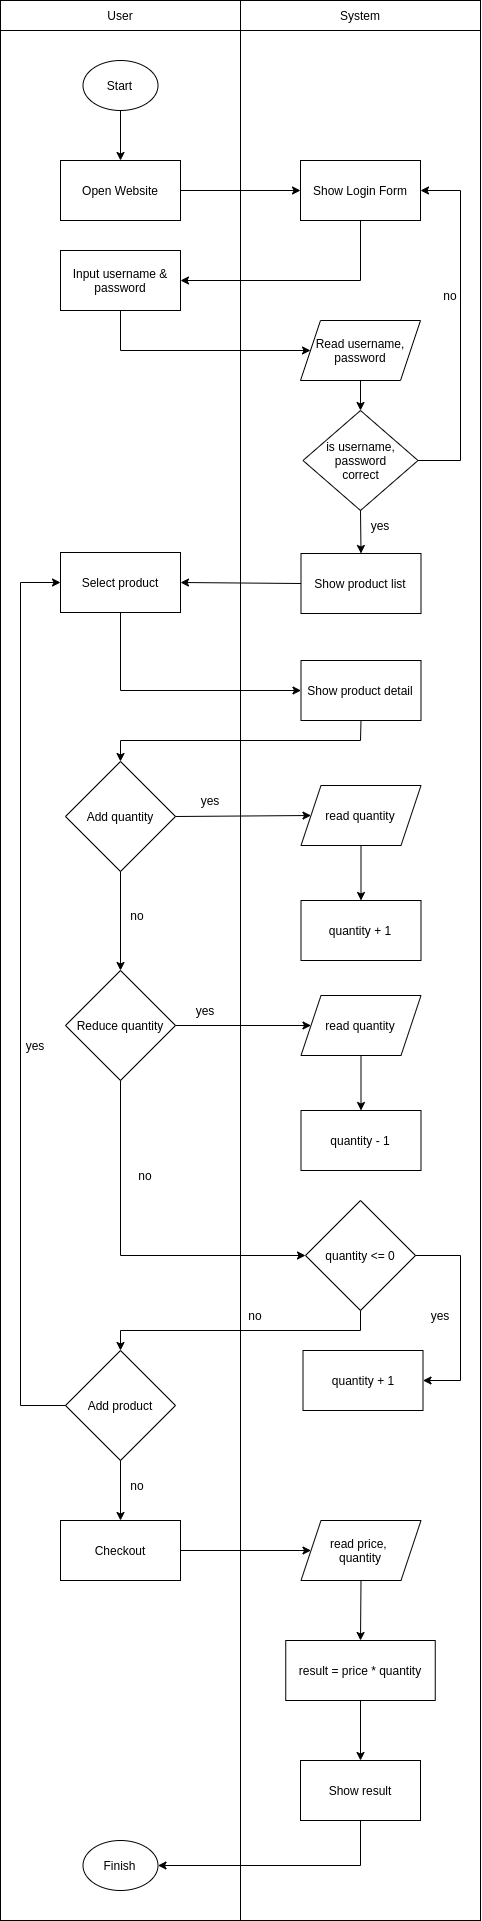 User
System
Start
Open Website
Show Login Form
Input username &
password
no
Read username,
password
is username,
password
correct
yes
Select product
Show product list
Show product detail
Add quantity
yes
read quantity
no
quantity + 1
Reduce quantity
yes
read quantity
yes
quantity - 1
no
quantity <= 0
no
yes
quantity + 1
Add product
no
Checkout
read price,
quantity
result = price * quantity
Show result
Finish